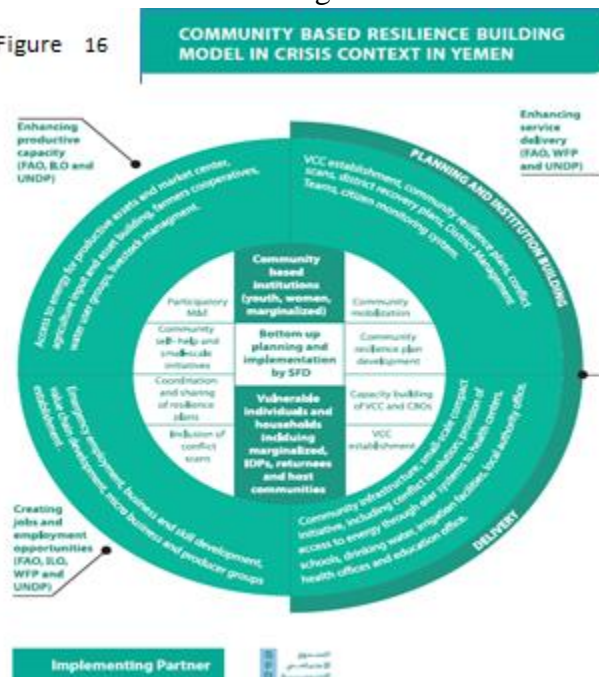 Figure 16
COMMUNITY BASED RESILIENCE BUILDING
MODEL IN CRISIS CONTEXT IN YEMEN
Enhancing
productive
capacity
(FAO, ILO and
UNDP)
Enhancing
service
delivery
(FAO, WFP
and UNDP)
Access to energy for productive assets and market center,
agriculture input and asset building, farmers cooperatives,
water user groups, livestock managment.
VCC establishment, community resilience plans, conflict
scans, district recovery plans, District Management
Teams, citizen monitoring system.
PLANNING AND INSTITUTION BUILDING
Community
based
institutions
(youth, women,
marginalized)
Participatory
M&E
Community
mobilization
Community
self-help and
small-scale
initiatives
Bottom up
planning and
implementation
by SFD
Community
resilience plan
development
Coordination
and sharing
of resilience
plans
Vulnerable
individuals and
households
including
marginalized,
IDPs, returnees
and host
communities
Capacity building
of VCC and CBOs
Inclusion of
conflict
scans
VCC
establishment
Emergency employment, business and skill development,
value chain development, micro business and producer groups
establishment.
Community infrastructure, small-scale compact
initiative, including conflict resolution; provision of
access to energy through solar systems to health centers,
schools, drinking water, irrigation facilities, local authority office,
health offices and education office.
DELIVERY
Creating
jobs and
employment
opportunities
(FAO, ILO,
WFP and
UNDP)
Implementing Partner